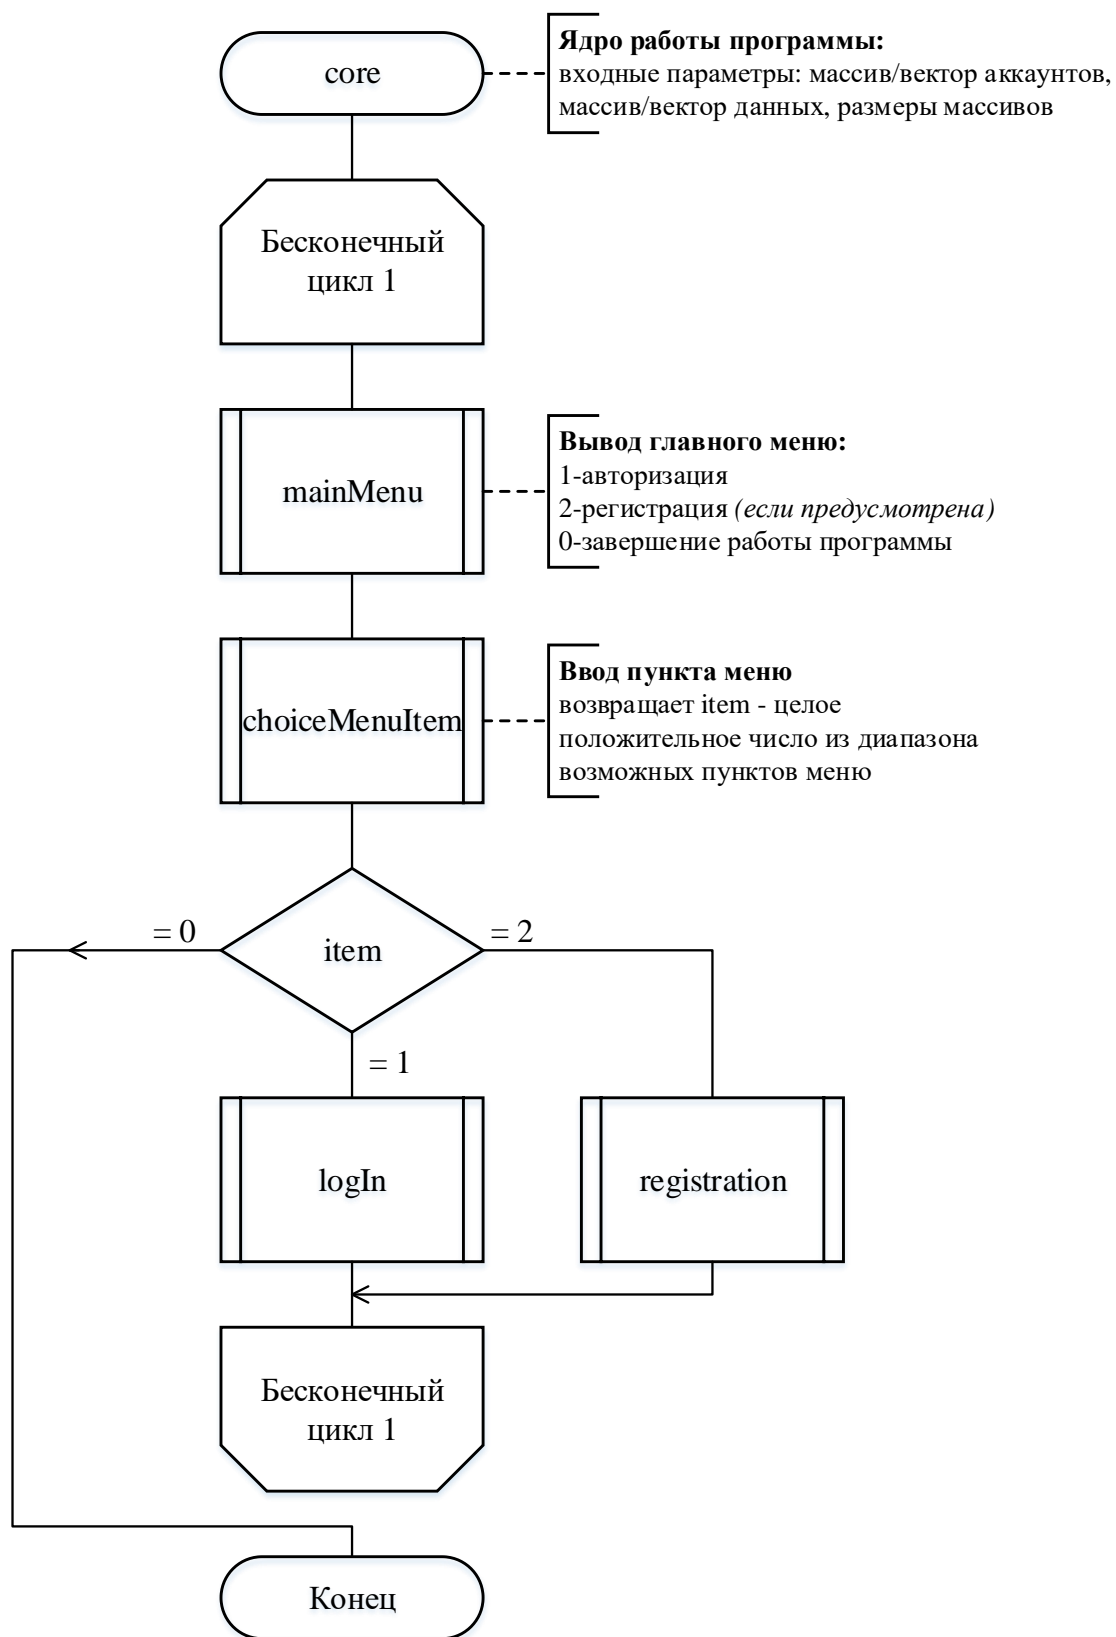 core
Ядро работы программы:
входные параметры: массив/вектор аккаунтов,
массив/вектор данных, размеры массивов
Бесконечный
цикл 1
mainMenu
Вывод главного меню:
1-авторизация
2-регистрация (если предусмотрена)
0-завершение работы программы
choiceMenuItem
Ввод пункта меню
возвращает item - целое
положительное число из диапазона
возможных пунктов меню
= 0
item
= 2
= 1
logIn
registration
Бесконечный
цикл 1
Конец